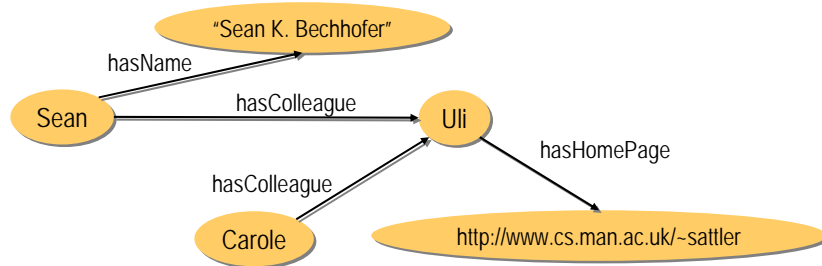 “Sean K. Bechhofer”
hasName
hasColleague
Sean
Uli
hasHomePage
hasColleague
Carole
http://www.cs.man.ac.uk/~sattler